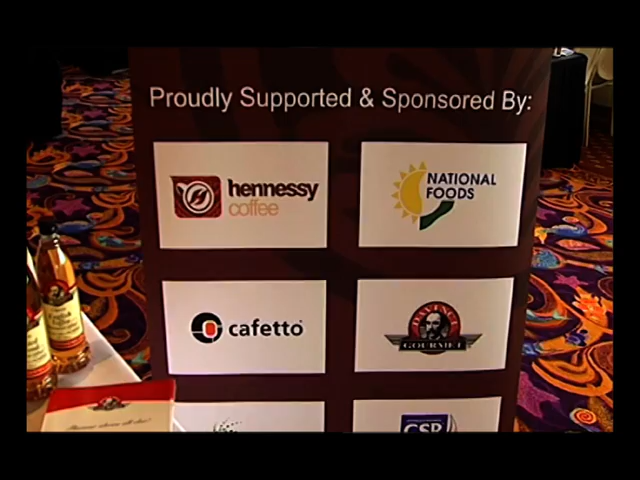 Proudly Supported & Sponsored By:
hennessy
coffee
NATIONAL
FOODS
cafetto
DAVINCI
GOURMET
CSR